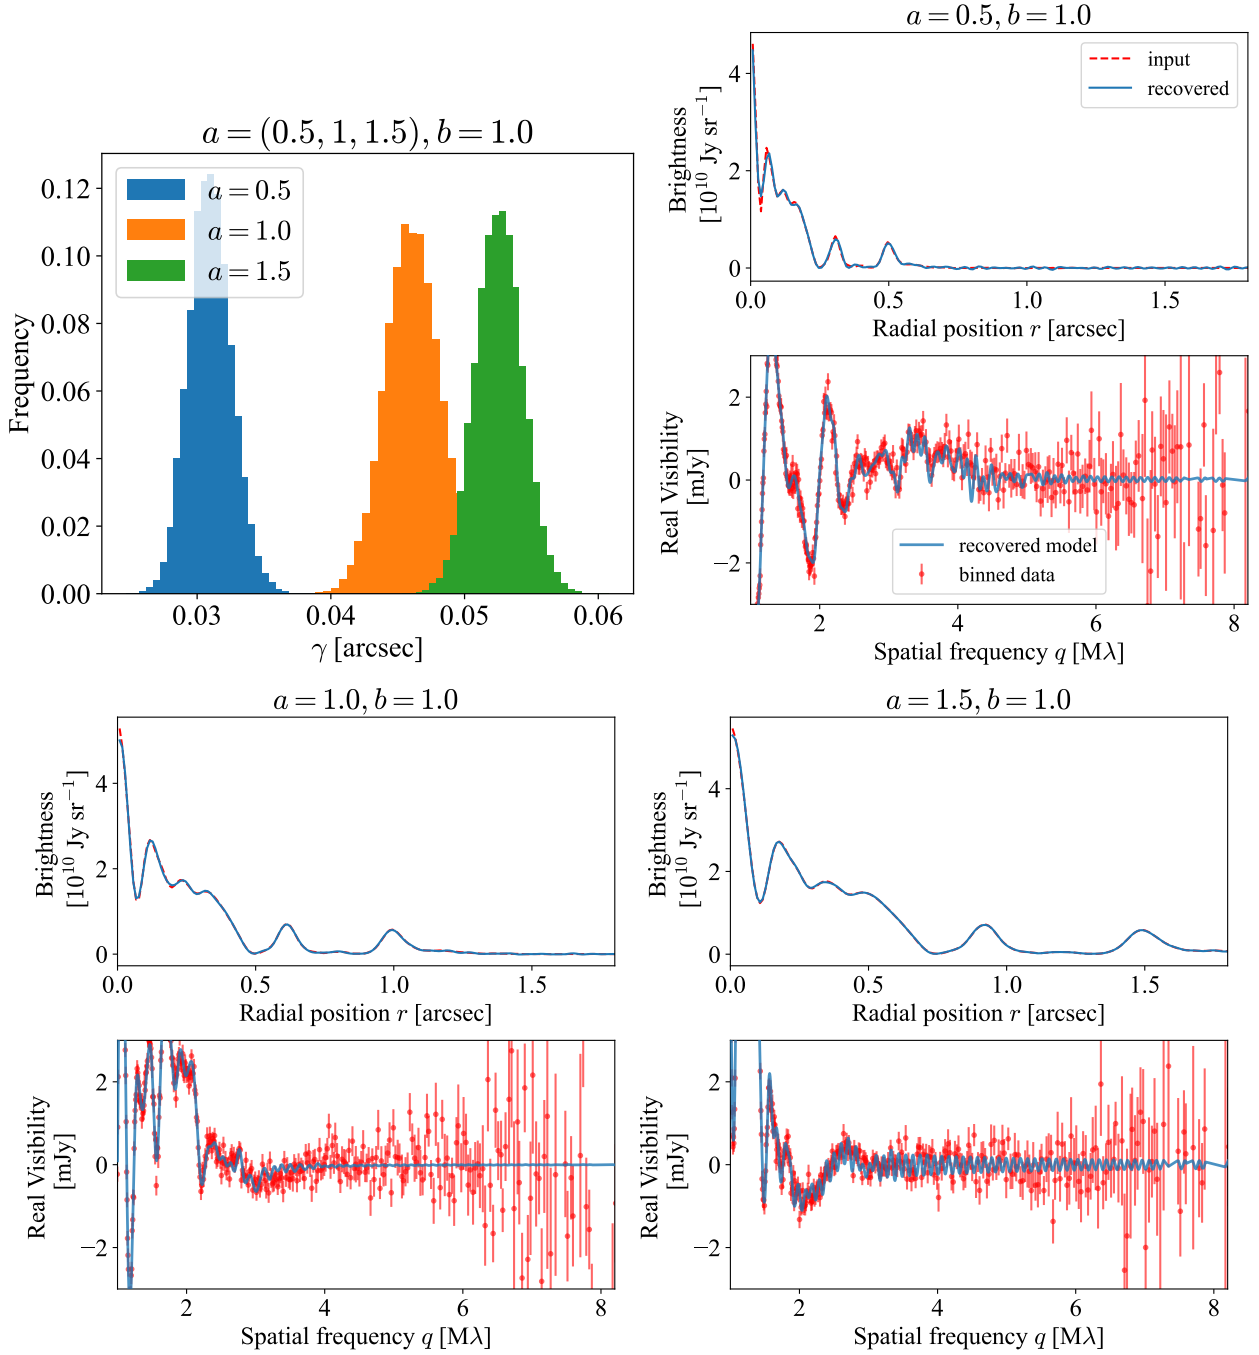 a = (0.5, 1, 1.5), b = 1.0
a = 0.5
a = 1.0
a = 1.5
Frequency
0.12
0.10
0.08
0.06
0.04
0.02
0.00
0.03 0.04 0.05 0.06
γ [arcsec]
a = 0.5, b = 1.0
input
recovered
Brightness
[10¹⁰ Jy sr⁻¹]
4
2
0
0.0 0.5 1.0 1.5
Radial position r [arcsec]
Real Visibility
[mJy]
2
0
−2
recovered model
binned data
2 4 6 8
Spatial frequency q [Mλ]
a = 1.0, b = 1.0
Brightness
[10¹⁰ Jy sr⁻¹]
4
2
0
0.0 0.5 1.0 1.5
Radial position r [arcsec]
Real Visibility
[mJy]
2
0
−2
2 4 6 8
Spatial frequency q [Mλ]
a = 1.5, b = 1.0
Brightness
[10¹⁰ Jy sr⁻¹]
4
2
0
0.0 0.5 1.0 1.5
Radial position r [arcsec]
Real Visibility
[mJy]
2
0
−2
2 4 6 8
Spatial frequency q [Mλ]